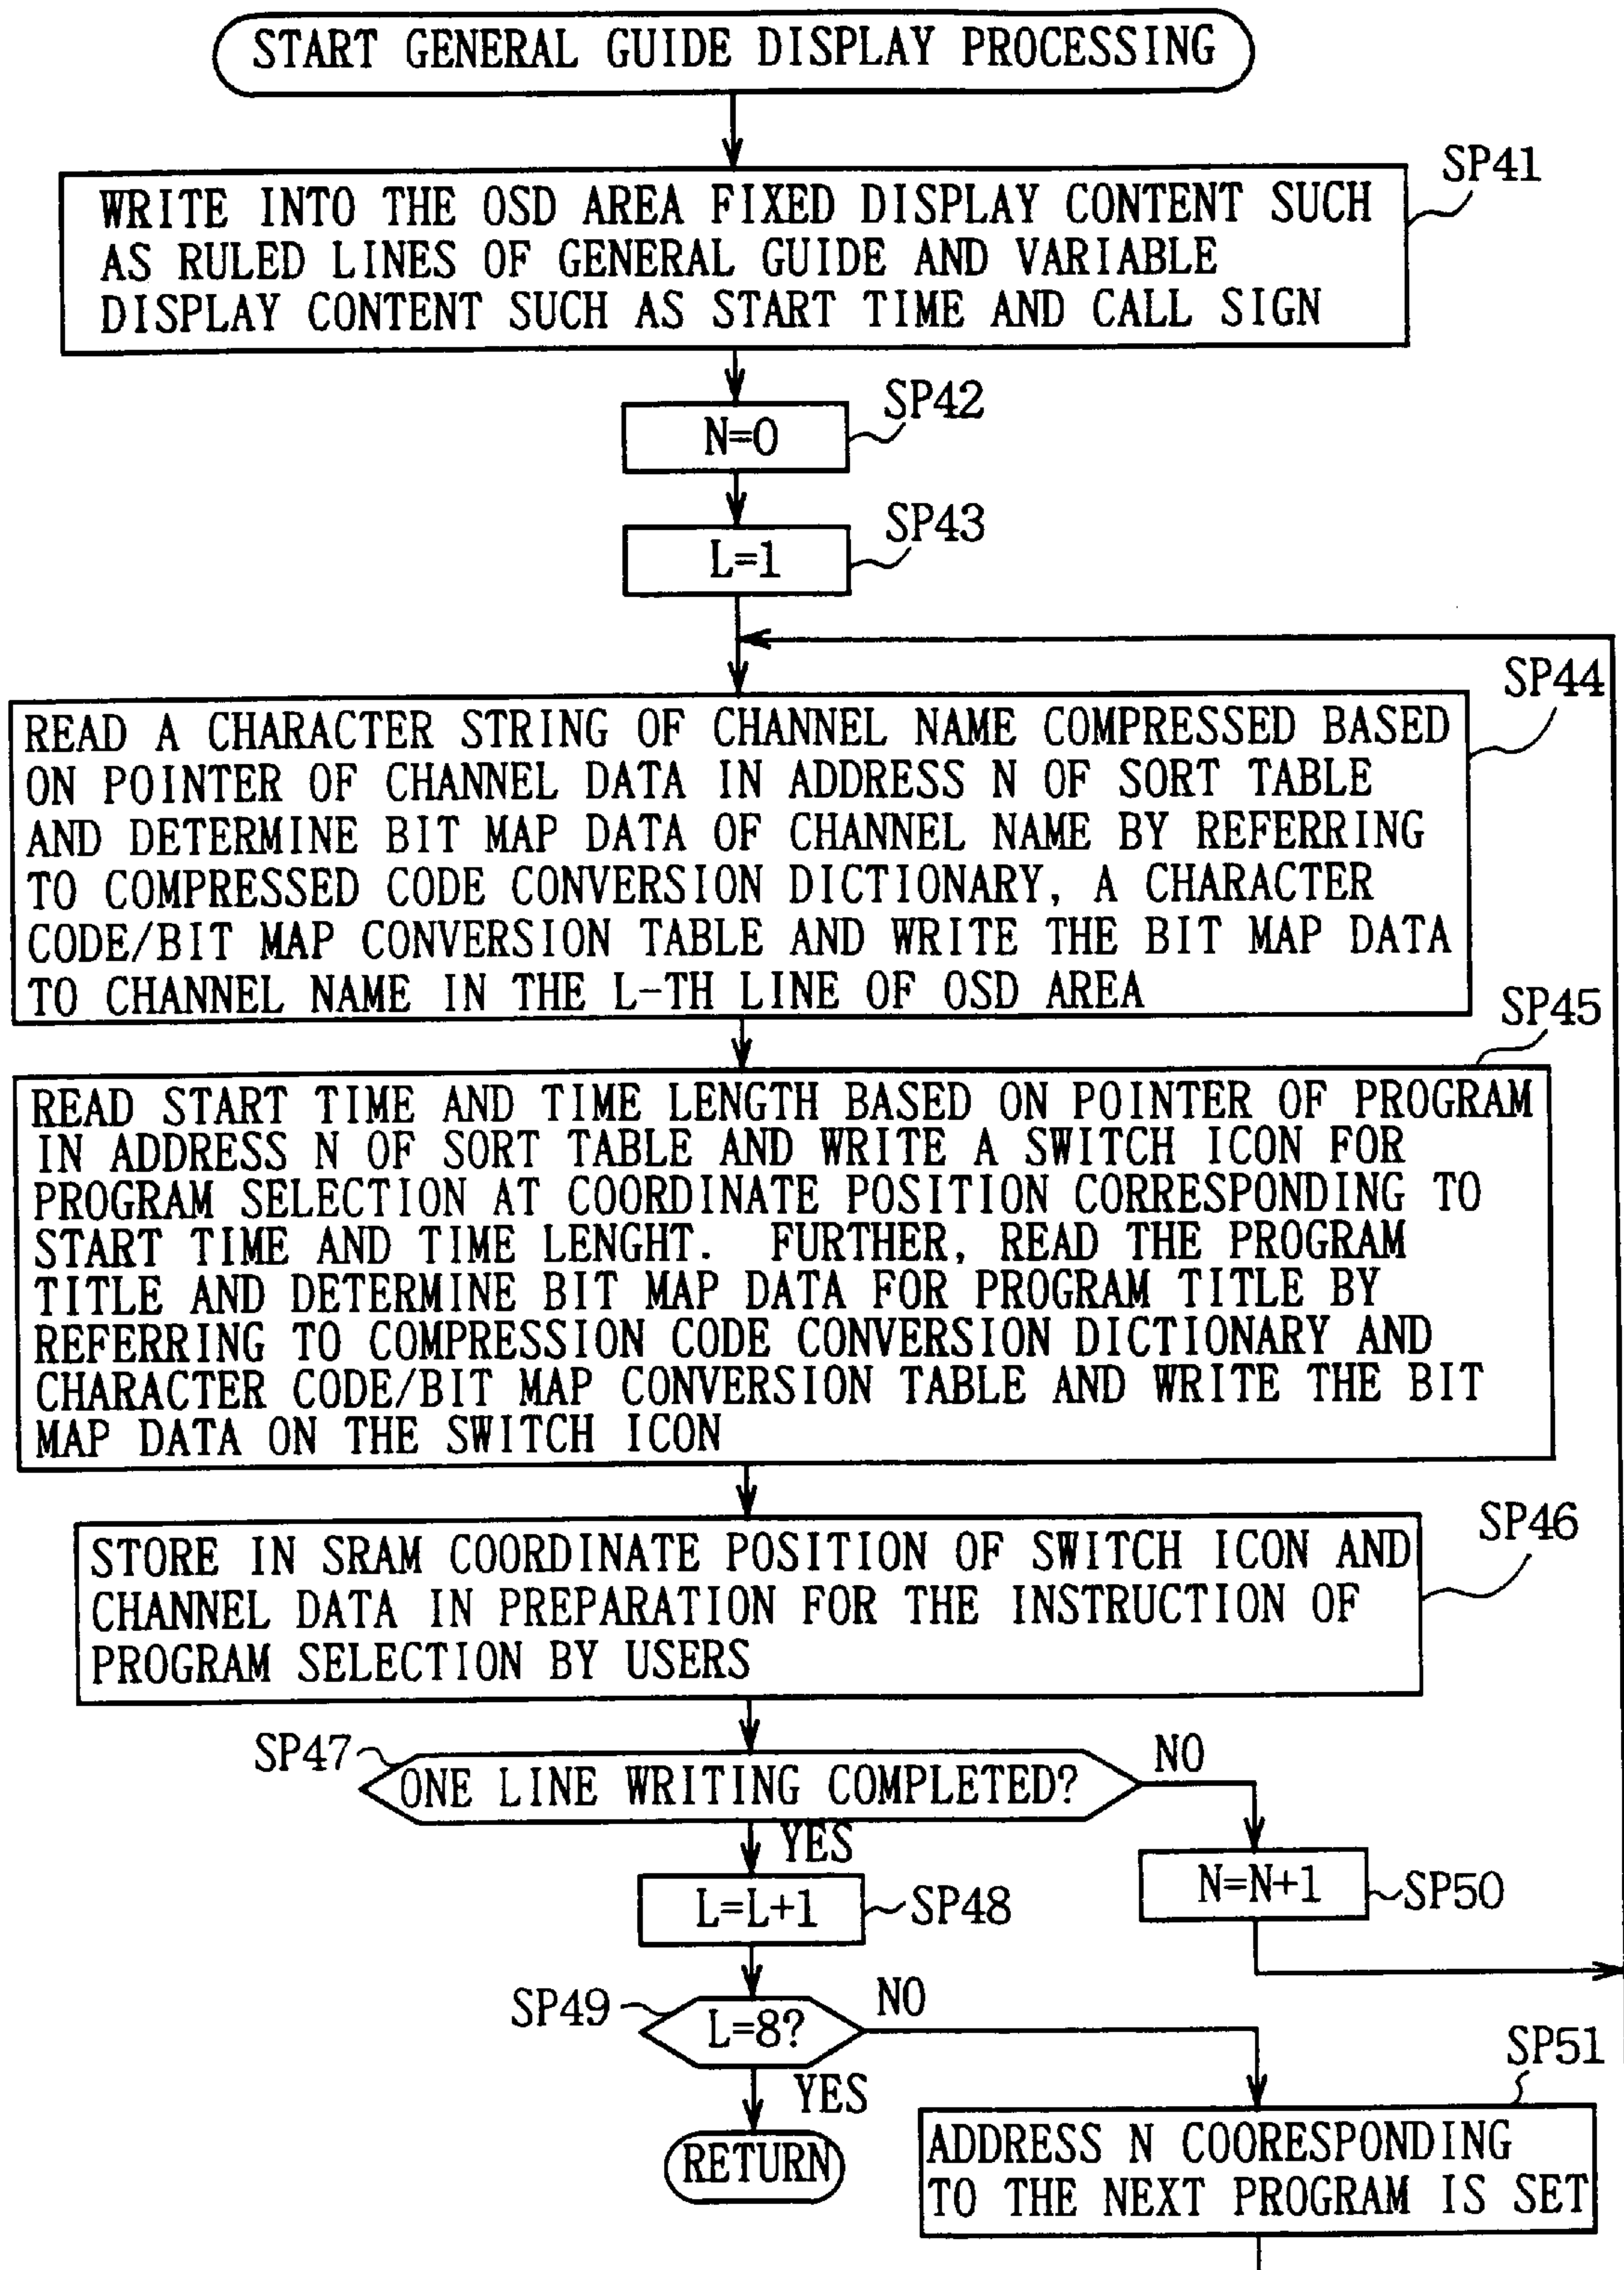 START GENERAL GUIDE DISPLAY PROCESSING
SP41
WRITE INTO THE OSD AREA FIXED DISPLAY CONTENT SUCH
AS RULED LINES OF GENERAL GUIDE AND VARIABLE
DISPLAY CONTENT SUCH AS START TIME AND CALL SIGN
SP42
N=0
SP43
L=1
SP44
READ A CHARACTER STRING OF CHANNEL NAME COMPRESSED BASED
ON POINTER OF CHANNEL DATA IN ADDRESS N OF SORT TABLE
AND DETERMINE BIT MAP DATA OF CHANNEL NAME BY REFERRING
TO COMPRESSED CODE CONVERSION DICTIONARY, A CHARACTER
CODE/BIT MAP CONVERSION TABLE AND WRITE THE BIT MAP DATA
TO CHANNEL NAME IN THE L-TH LINE OF OSD AREA
SP45
READ START TIME AND TIME LENGTH BASED ON POINTER OF PROGRAM
IN ADDRESS N OF SORT TABLE AND WRITE A SWITCH ICON FOR
PROGRAM SELECTION AT COORDINATE POSITION CORRESPONDING TO
START TIME AND TIME LENGHT. FURTHER, READ THE PROGRAM
TITLE AND DETERMINE BIT MAP DATA FOR PROGRAM TITLE BY
REFERRING TO COMPRESSION CODE CONVERSION DICTIONARY AND
CHARACTER CODE/BIT MAP CONVERSION TABLE AND WRITE THE BIT
MAP DATA ON THE SWITCH ICON
SP46
STORE IN SRAM COORDINATE POSITION OF SWITCH ICON AND
CHANNEL DATA IN PREPARATION FOR THE INSTRUCTION OF
PROGRAM SELECTION BY USERS
SP47
ONE LINE WRITING COMPLETED?
NO
YES
L=L+1
SP48
N=N+1
SP50
SP49
L=8?
NO
YES
RETURN
SP51
ADDRESS N COORESPONDING
TO THE NEXT PROGRAM IS SET